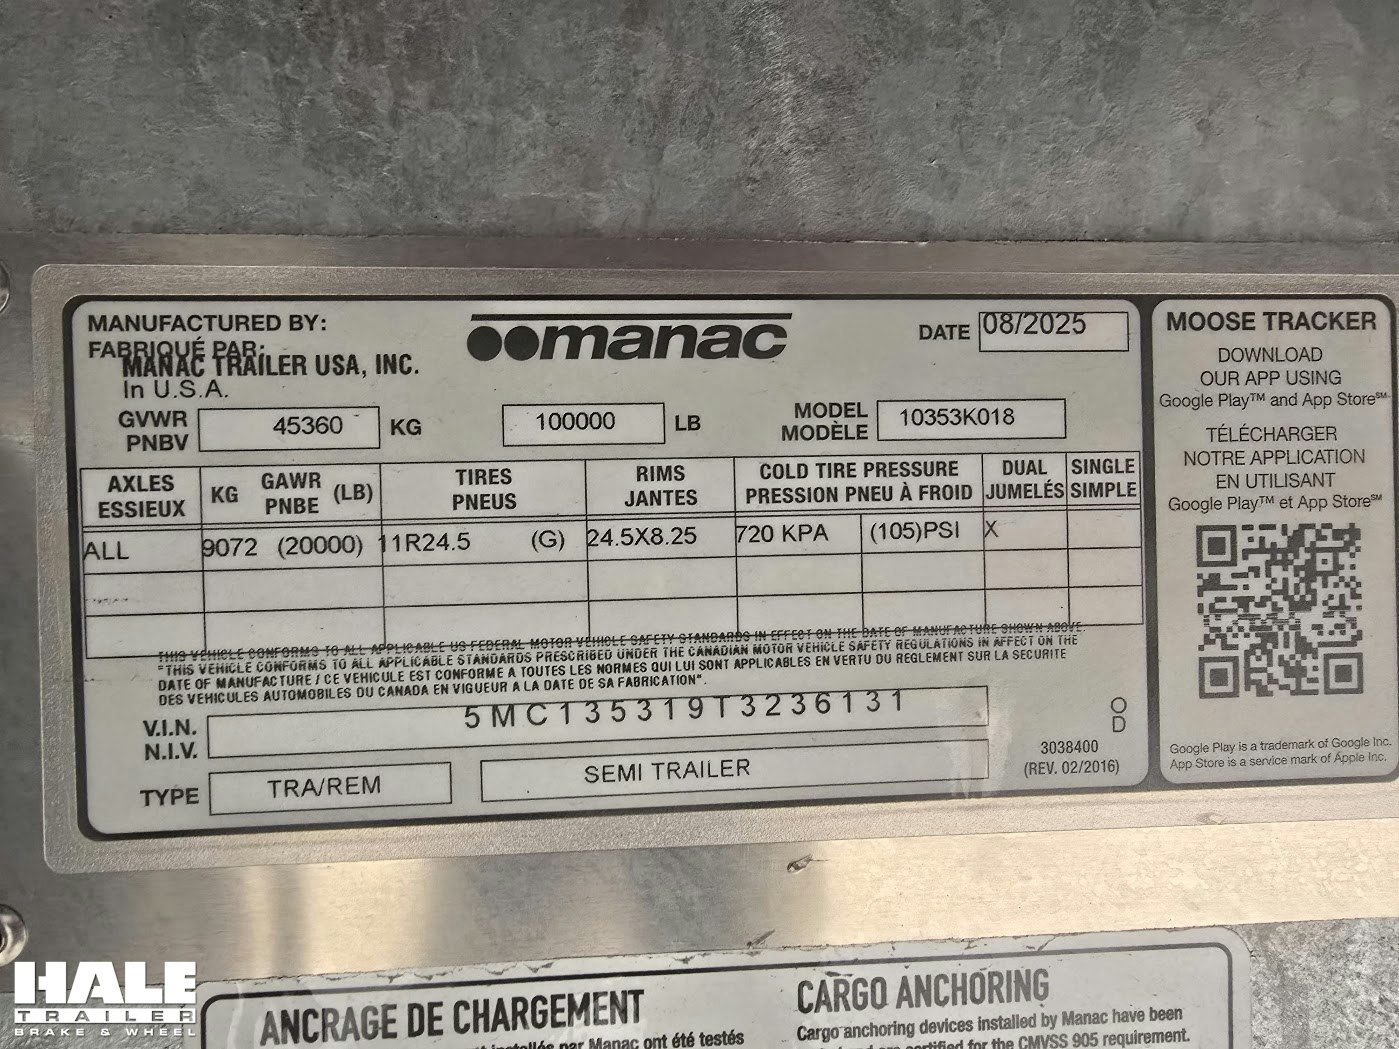 MANUFACTURED BY:
FABRIQUÉ PAR:
MANAC TRAILER USA, INC.
In U.S.A.
manac
DATE 08/2025
GVWR
PNBV
45360 KG
100000 LB
MODEL
MODÈLE
10353K018
AXLES
ESSIEUX
KG
GAWR
PNBE
(LB)
TIRES
PNEUS
RIMS
JANTES
COLD TIRE PRESSURE
PRESSION PNEU À FROID
DUAL
JUMELÉS
SINGLE
SIMPLE
ALL 9072 (20000) 11R24.5 (G) 24.5X8.25 720 KPA (105)PSI X
THIS VEHICLE CONFORMS TO ALL APPLICABLE US FEDERAL MOTOR VEHICLE SAFETY STANDARDS IN EFFECT ON THE DATE OF MANUFACTURE SHOWN ABOVE.
"THIS VEHICLE CONFORMS TO ALL APPLICABLE STANDARDS PRESCRIBED UNDER THE CANADIAN MOTOR VEHICLE SAFETY REGULATIONS IN AFFECT ON THE
DATE OF MANUFACTURE / CE VEHICULE EST CONFORME A TOUTES LES NORMES QUI LUI SONT APPLICABLES EN VERTU DU REGLEMENT SUR LA SECURITE
DES VEHICULES AUTOMOBILES DU CANADA EN VIGUEUR A LA DATE DE SA FABRICATION".
V.I.N.
N.I.V.
5MC135319T3236131
TYPE TRA/REM SEMI TRAILER
O
D
3038400
(REV. 02/2016)
MOOSE TRACKER
DOWNLOAD
OUR APP USING
Google Play™ and App Store℠
TÉLÉCHARGER
NOTRE APPLICATION
EN UTILISANT
Google Play™ et App Store℠
Google Play is a trademark of Google Inc.
App Store is a service mark of Apple Inc.
ANCRAGE DE CHARGEMENT
installés par Manac ont été testés
CARGO ANCHORING
Cargo anchoring devices installed by Manac have been
certified for the CMVSS 905 requirement.
HALE
TRAILER
BRAKE & WHEEL